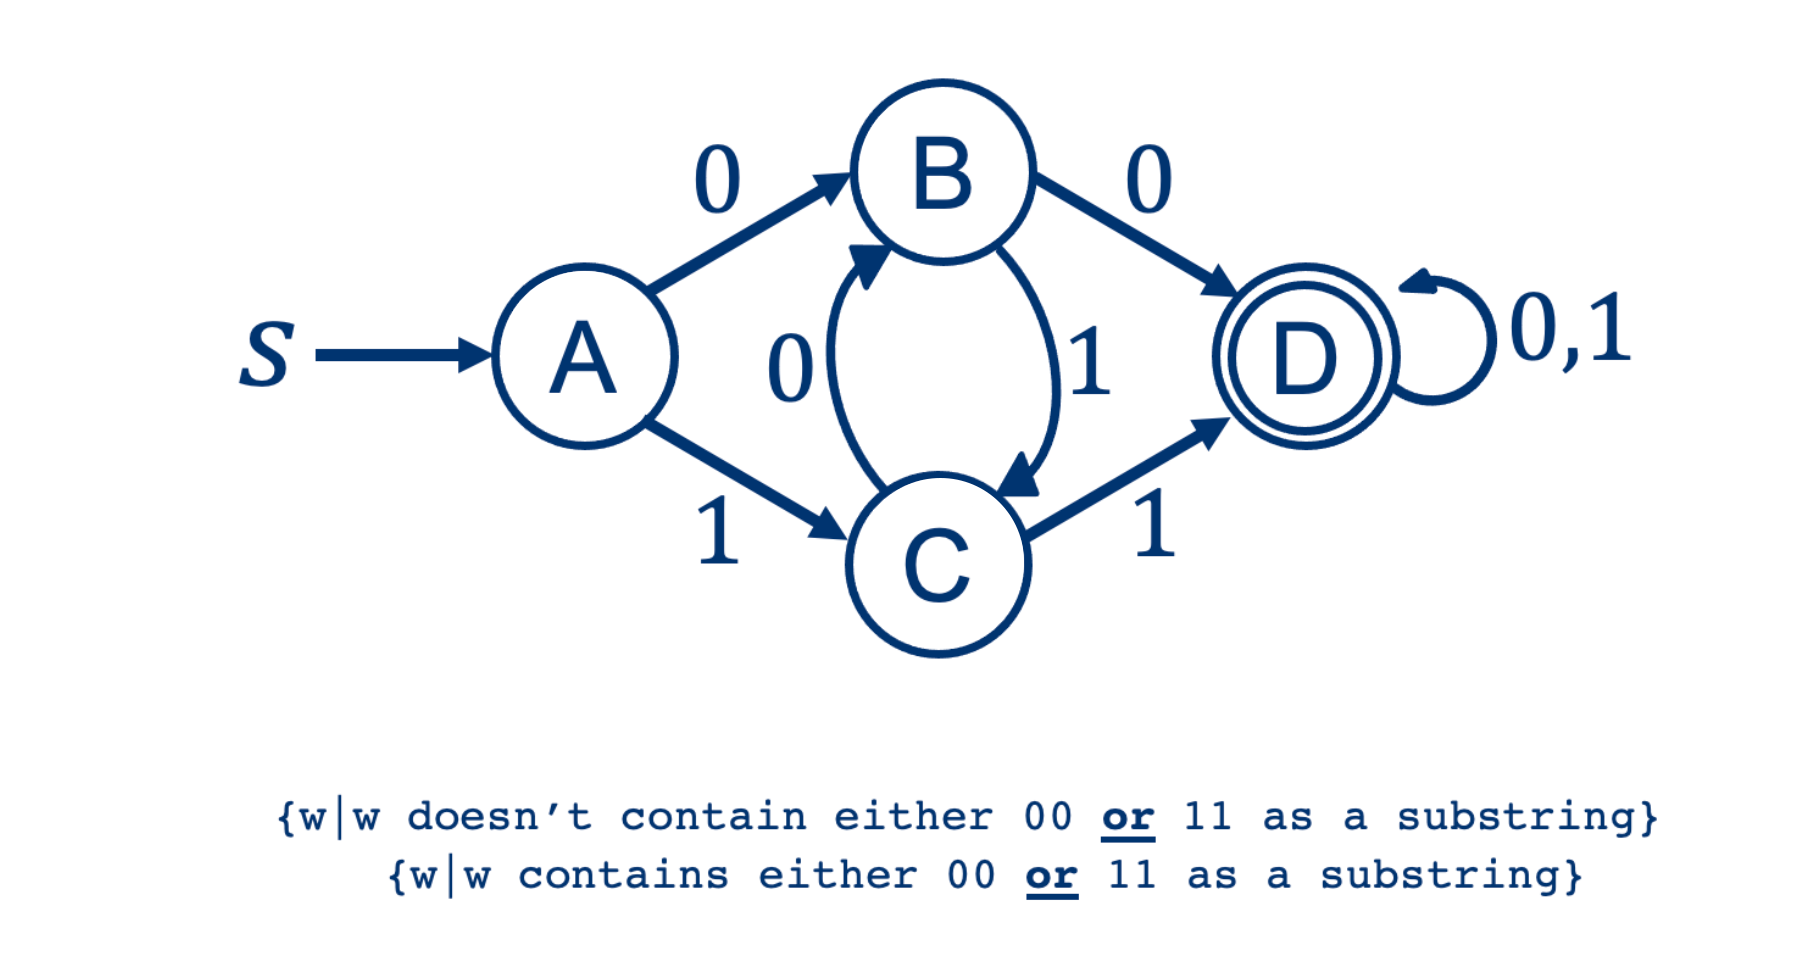 B
0
0
S
A
0
1
D
0,1
1
C
1
{w|w doesn’t contain either 00 or 11 as a substring}
{w|w contains either 00 or 11 as a substring}